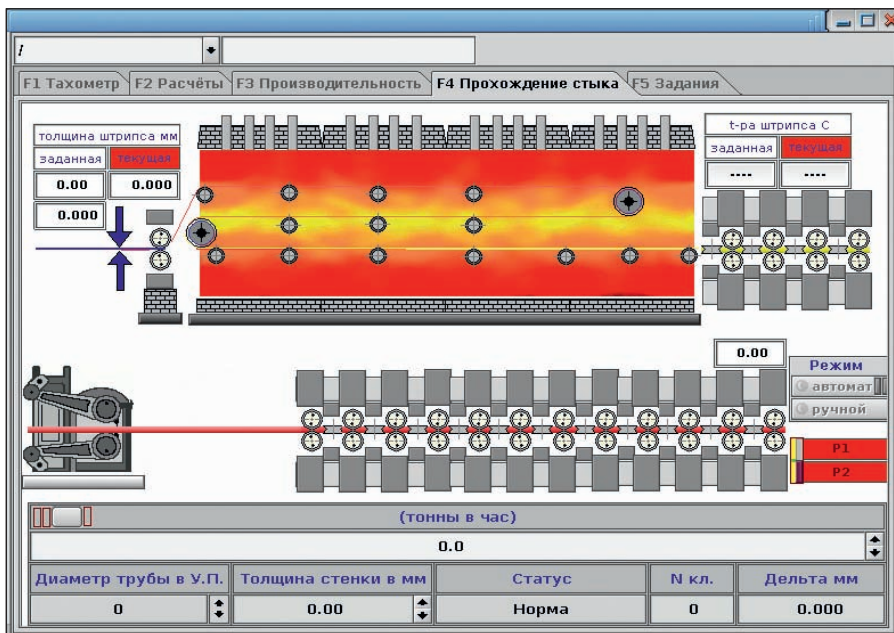 /
F1 Тахометр F2 Расчёты F3 Производительность F4 Прохождение стыка F5 Задания
толщина штрипса мм
заданная текущая
0.00 0.000
0.000
t-ра штрипса С
заданная текущая
---- ----
0.00
Режим
автомат
ручной
P1
P2
(тонны в час)
0.0
Диаметр трубы в У.П. Толщина стенки в мм Статус N кл. Дельта мм
0 0.00 Норма 0 0.000